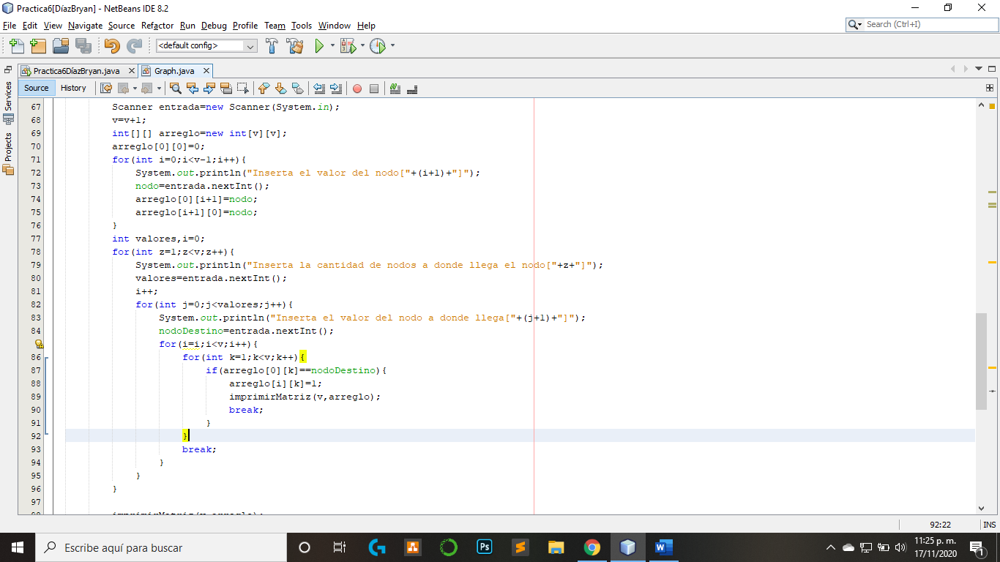 Practica6[DíazBryan] - NetBeans IDE 8.2
File Edit View Navigate Source Refactor Run Debug Profile Team Tools Window Help
Search (Ctrl+I)
<default config>
Practica6DíazBryan.java Graph.java
Services
Projects
Source History
67 Scanner entrada=new Scanner(System.in);
68 v=v+1;
69 int[][] arreglo=new int[v][v];
70 arreglo[0][0]=0;
71 for(int i=0;i<v-1;i++){
72 System.out.println("Inserta el valor del nodo["+(i+1)+"]");
73 nodo=entrada.nextInt();
74 arreglo[0][i+1]=nodo;
75 arreglo[i+1][0]=nodo;
76 }
77 int valores,i=0;
78 for(int z=1;z<v;z++){
79 System.out.println("Inserta la cantidad de nodos a donde llega el nodo["+z+"]");
80 valores=entrada.nextInt();
81 i++;
82 for(int j=0;j<valores;j++){
83 System.out.println("Inserta el valor del nodo a donde llega["+(j+1)+"]");
84 nodoDestino=entrada.nextInt();
for(i=i;i<v;i++){
86 for(int k=1;k<v;k++){
87 if(arreglo[0][k]==nodoDestino){
88 arreglo[i][k]=1;
89 imprimirMatriz(v,arreglo);
90 break;
91 }
92 }
93 break;
94 }
95 }
96 }
97
98 imprimirMatriz(v,arreglo);
92:22 INS
Escribe aquí para buscar
Ps
11:25 p. m.
17/11/2020
1